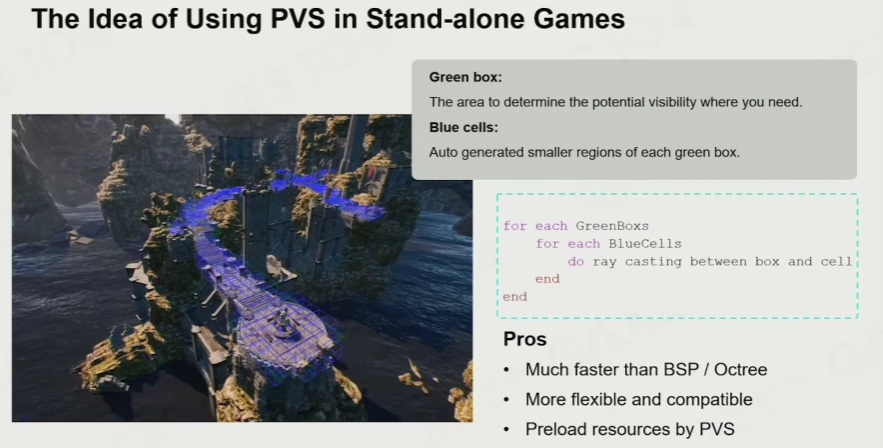 The Idea of Using PVS in Stand-alone Games
Green box:
The area to determine the potential visibility where you need.
Blue cells:
Auto generated smaller regions of each green box.
for each GreenBoxs
for each BlueCells
do ray casting between box and cell
end
end
Pros
• Much faster than BSP / Octree
• More flexible and compatible
• Preload resources by PVS